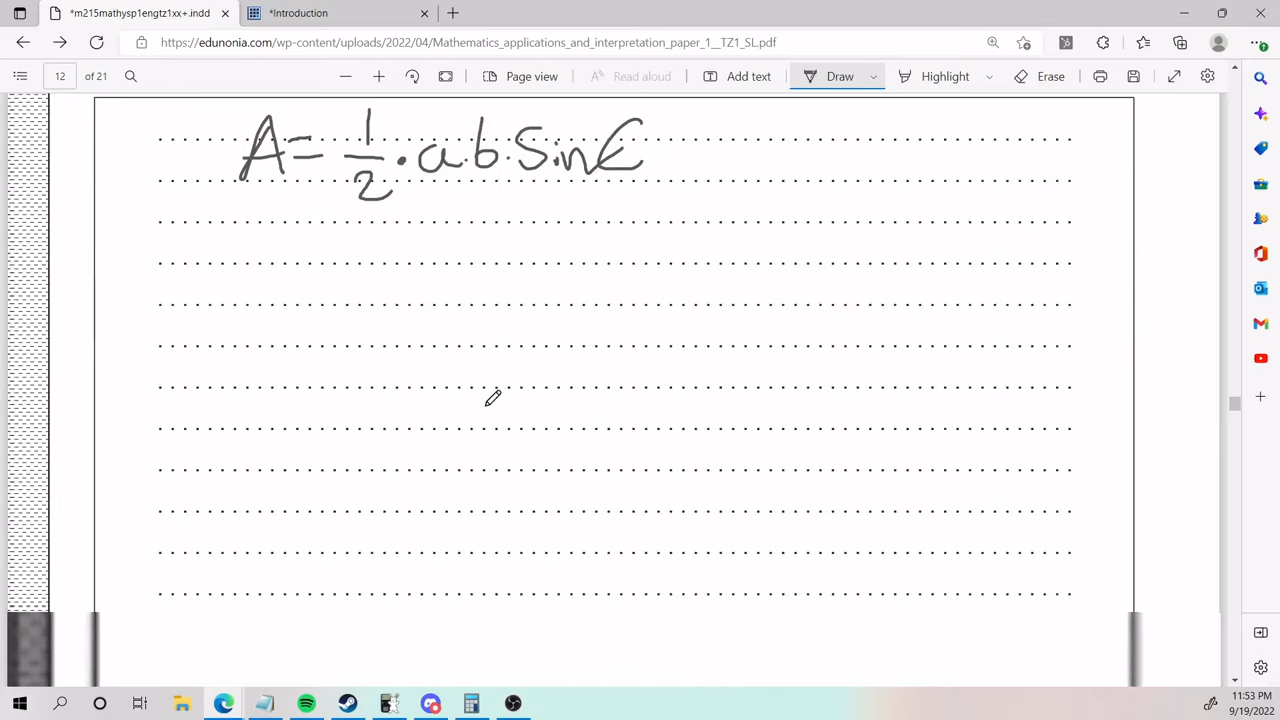 *m215mathysp1engtz1xx+.indd
*Introduction
https://edunonia.com/wp-content/uploads/2022/04/Mathematics_applications_and_interpretation_paper_1__TZ1_SL.pdf
12 of 21
Page view
Read aloud
Add text
Draw
Highlight
Erase
A = 1/2 · a · b · Sin C
11:53 PM
9/19/2022